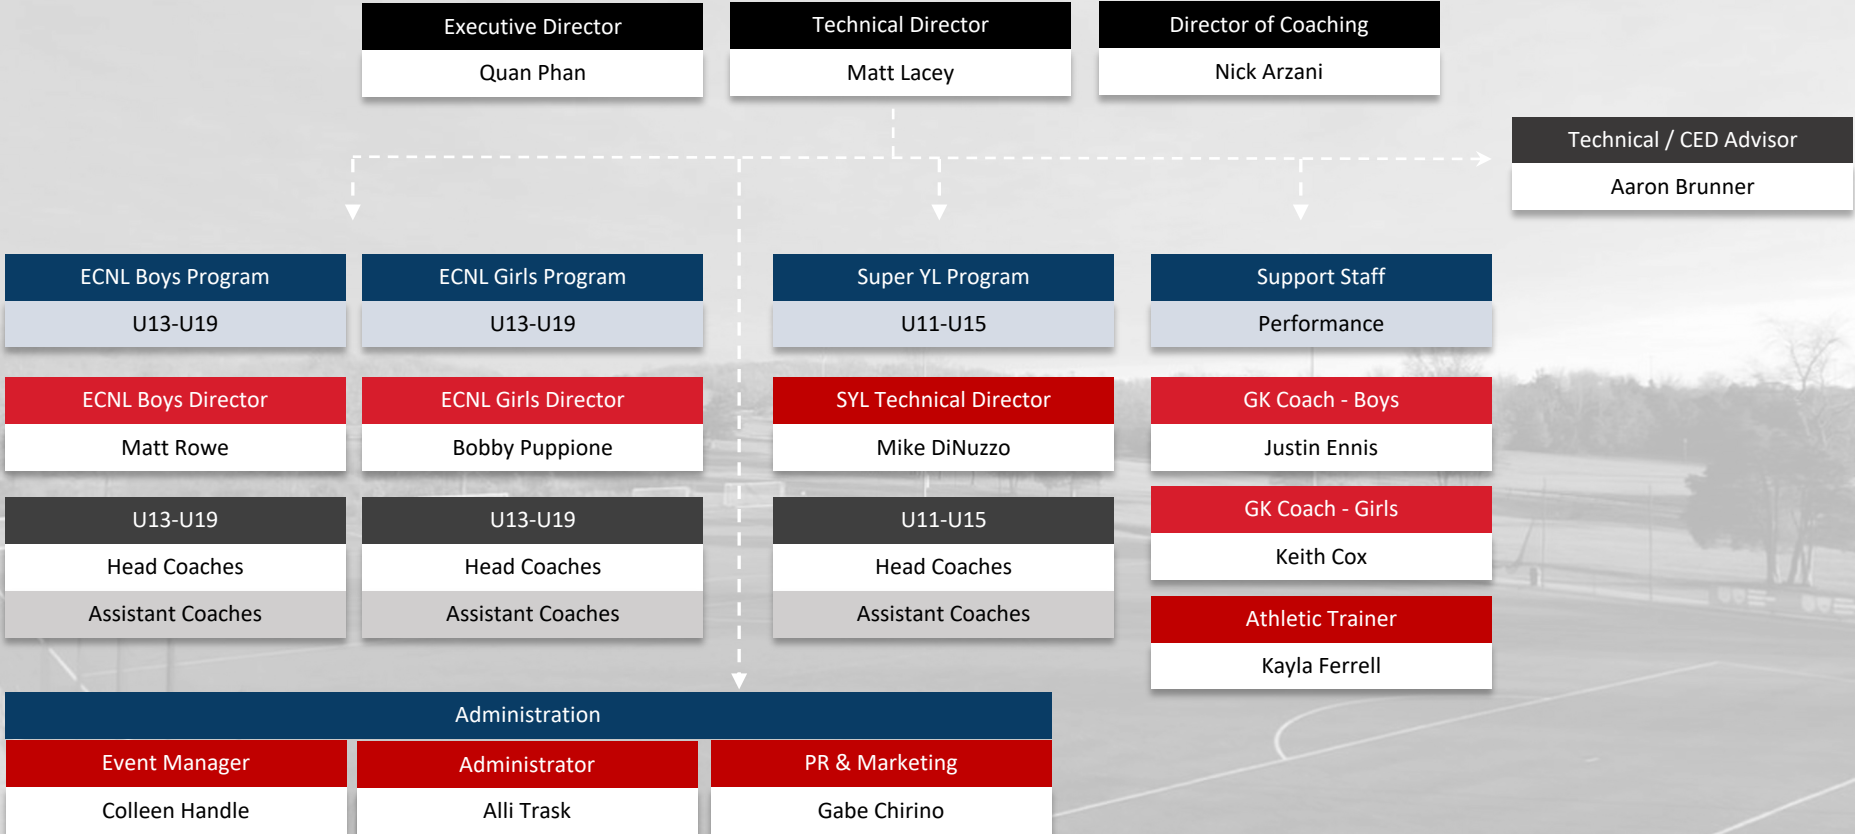 Executive Director
Quan Phan
Technical Director
Matt Lacey
Director of Coaching
Nick Arzani
Technical / CED Advisor
Aaron Brunner
ECNL Boys Program
U13-U19
ECNL Boys Director
Matt Rowe
U13-U19
Head Coaches
Assistant Coaches
ECNL Girls Program
U13-U19
ECNL Girls Director
Bobby Puppione
U13-U19
Head Coaches
Assistant Coaches
Super YL Program
U11-U15
SYL Technical Director
Mike DiNuzzo
U11-U15
Head Coaches
Assistant Coaches
Support Staff
Performance
GK Coach - Boys
Justin Ennis
GK Coach - Girls
Keith Cox
Athletic Trainer
Kayla Ferrell
Administration
Event Manager
Colleen Handle
Administrator
Alli Trask
PR & Marketing
Gabe Chirino